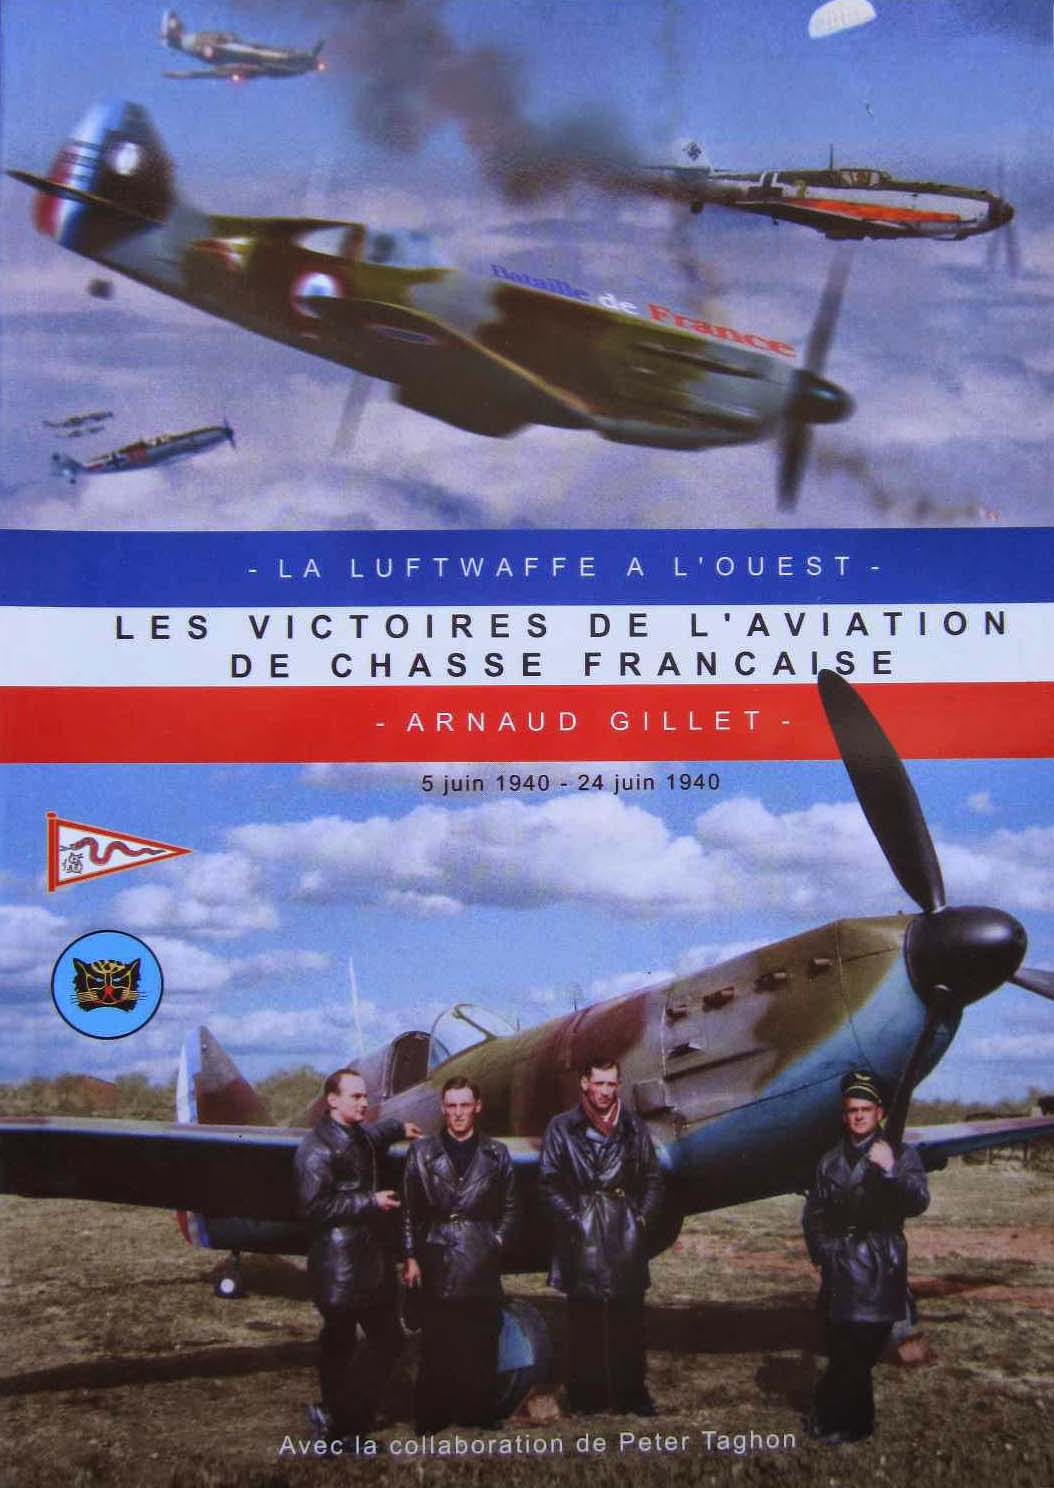 Bataille de France
- LA LUFTWAFFE A L'OUEST -
LES VICTOIRES DE L'AVIATION
DE CHASSE FRANCAISE
- ARNAUD GILLET -
5 juin 1940 - 24 juin 1940
Avec la collaboration de Peter Taghon